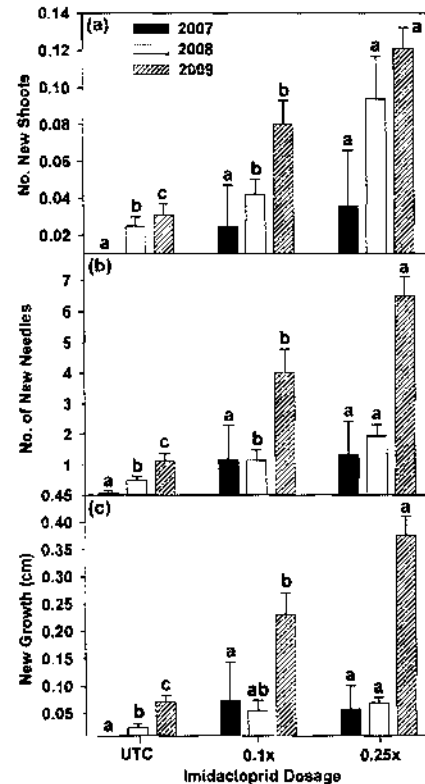 (a)
2007
2008
2009
0.14
0.12
0.10
0.08
0.06
0.04
0.02
No. New Shoots
a b c
a b b
a a a
(b)
7
6
5
4
3
2
1
No. of New Needles
a b c
a b b
a a a
0.45
(c)
0.40
0.35
0.30
0.25
0.20
0.15
0.10
0.05
New Growth (cm)
a b c
a ab b
a a a
UTC 0.1x 0.25x
Imidacloprid Dosage